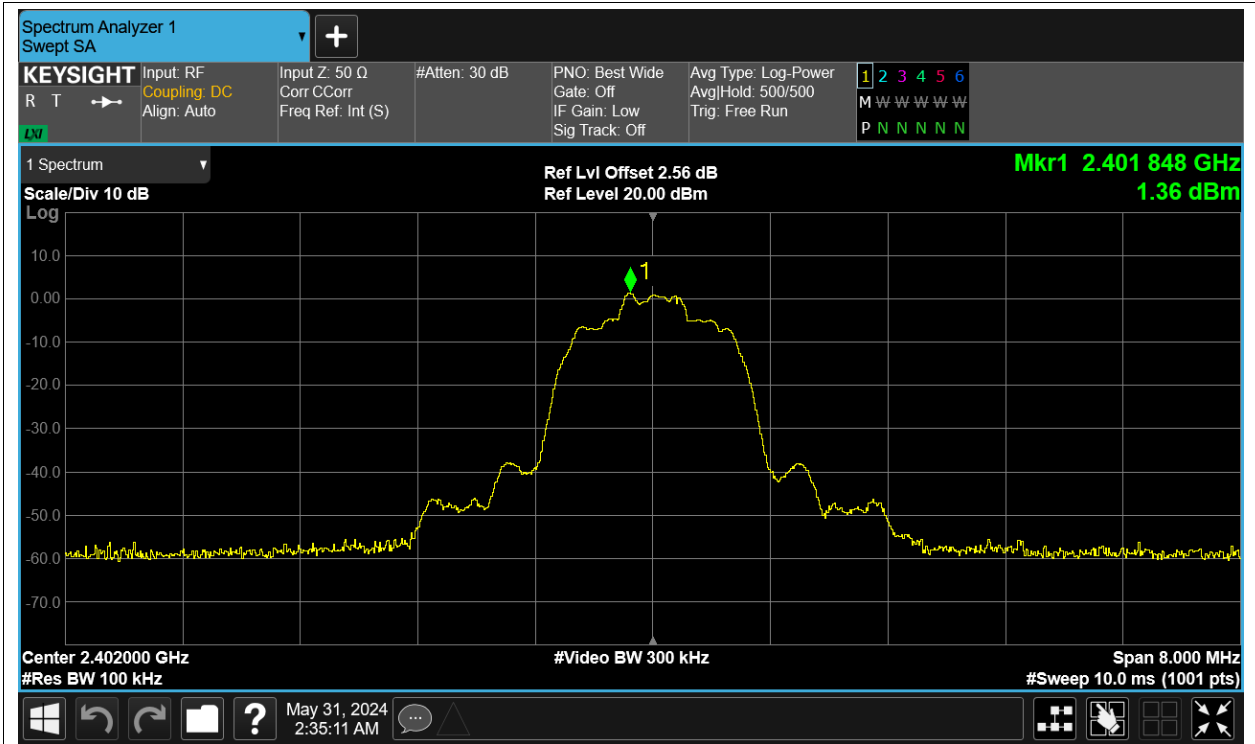 Spectrum Analyzer 1
Swept SA
KEYSIGHT
R T
LXI
Input: RF
Coupling: DC
Align: Auto
Input Z: 50 Ω
Corr CCorr
Freq Ref: Int (S)
#Atten: 30 dB
PNO: Best Wide
Gate: Off
IF Gain: Low
Sig Track: Off
Avg Type: Log-Power
Avg|Hold: 500/500
Trig: Free Run
1 2 3 4 5 6
M W W W W W
P N N N N N
1 Spectrum
Scale/Div 10 dB
Log
Ref Lvl Offset 2.56 dB
Ref Level 20.00 dBm
Mkr1 2.401 848 GHz
1.36 dBm
10.0
0.00
-10.0
-20.0
-30.0
-40.0
-50.0
-60.0
-70.0
1
Center 2.402000 GHz
#Res BW 100 kHz
#Video BW 300 kHz
Span 8.000 MHz
#Sweep 10.0 ms (1001 pts)
?
May 31, 2024
2:35:11 AM